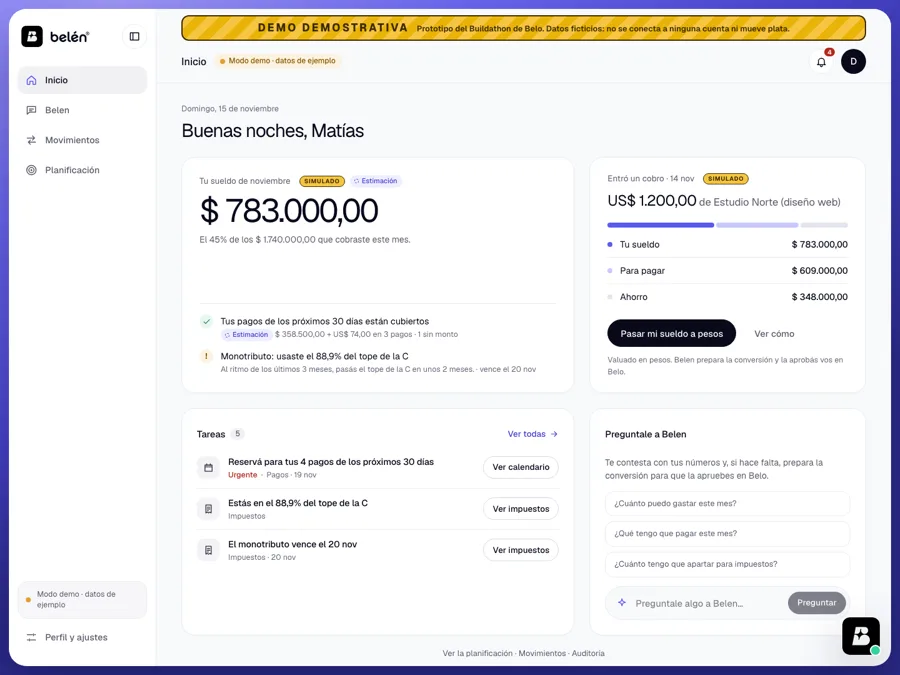 belén®
Inicio
Belen
Movimientos
Planificación
Modo demo · datos de
ejemplo
Perfil y ajustes
DEMO DEMOSTRATIVA Prototipo del Buildathon de Belo. Datos ficticios: no se conecta a ninguna cuenta ni mueve plata.
Inicio Modo demo · datos de ejemplo
4
D
Domingo, 15 de noviembre
Buenas noches, Matías
Tu sueldo de noviembre SIMULADO Estimación
$ 783.000,00
El 45% de los $ 1.740.000,00 que cobraste este mes.
Tus pagos de los próximos 30 días están cubiertos
Estimación $ 358.500,00 + US$ 74,00 en 3 pagos · 1 sin monto
! Monotributo: usaste el 88,9% del tope de la C
Al ritmo de los últimos 3 meses, pasás el tope de la C en unos 2 meses. · vence el 20 nov
Entró un cobro · 14 nov SIMULADO
US$ 1.200,00 de Estudio Norte (diseño web)
Tu sueldo $ 783.000,00
Para pagar $ 609.000,00
Ahorro $ 348.000,00
Pasar mi sueldo a pesos Ver cómo
Valuado en pesos. Belen prepara la conversión y la aprobás vos en
Belo.
Tareas 5 Ver todas →
Reservá para tus 4 pagos de los próximos 30 días
Urgente · Pagos · 19 nov
Ver calendario
Estás en el 88,9% del tope de la C
Impuestos
Ver impuestos
El monotributo vence el 20 nov
Impuestos · 20 nov
Ver impuestos
Preguntale a Belen
Te contesta con tus números y, si hace falta, prepara la
conversión para que la apruebes en Belo.
¿Cuánto puedo gastar este mes?
¿Qué tengo que pagar este mes?
¿Cuánto tengo que apartar para impuestos?
Preguntale algo a Belen... Preguntar
Ver la planificación · Movimientos · Auditoría